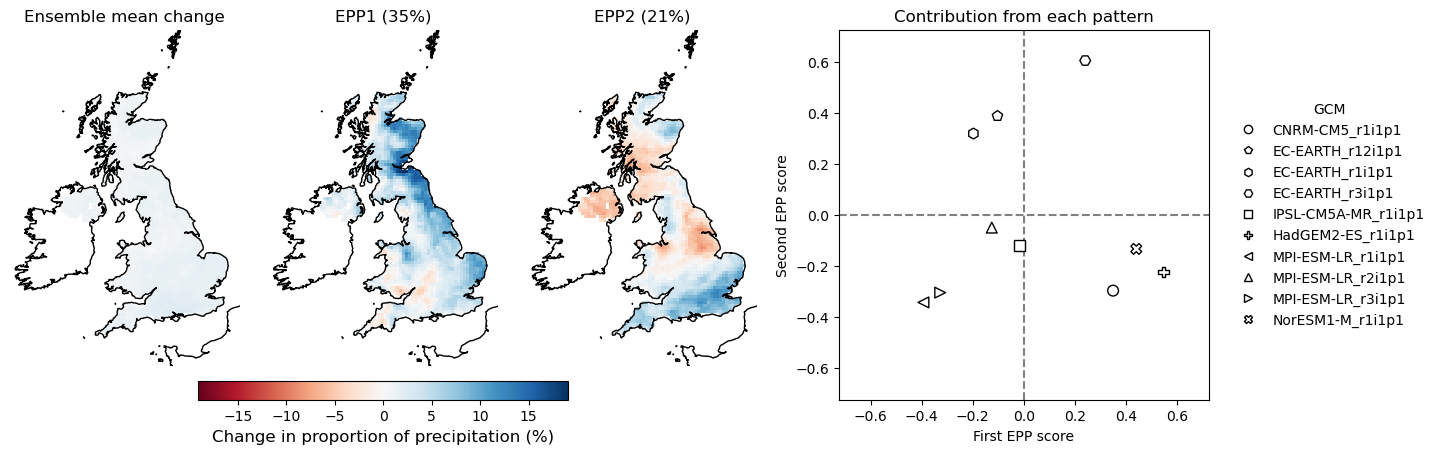 Ensemble mean change
EPP1 (35%)
EPP2 (21%)
−15 −10 −5 0 5 10 15
Change in proportion of precipitation (%)
Contribution from each pattern
Second EPP score
0.6
0.4
0.2
0.0
−0.2
−0.4
−0.6
−0.6 −0.4 −0.2 0.0 0.2 0.4 0.6
First EPP score
GCM
CNRM-CM5_r1i1p1
EC-EARTH_r12i1p1
EC-EARTH_r1i1p1
EC-EARTH_r3i1p1
IPSL-CM5A-MR_r1i1p1
HadGEM2-ES_r1i1p1
MPI-ESM-LR_r1i1p1
MPI-ESM-LR_r2i1p1
MPI-ESM-LR_r3i1p1
NorESM1-M_r1i1p1